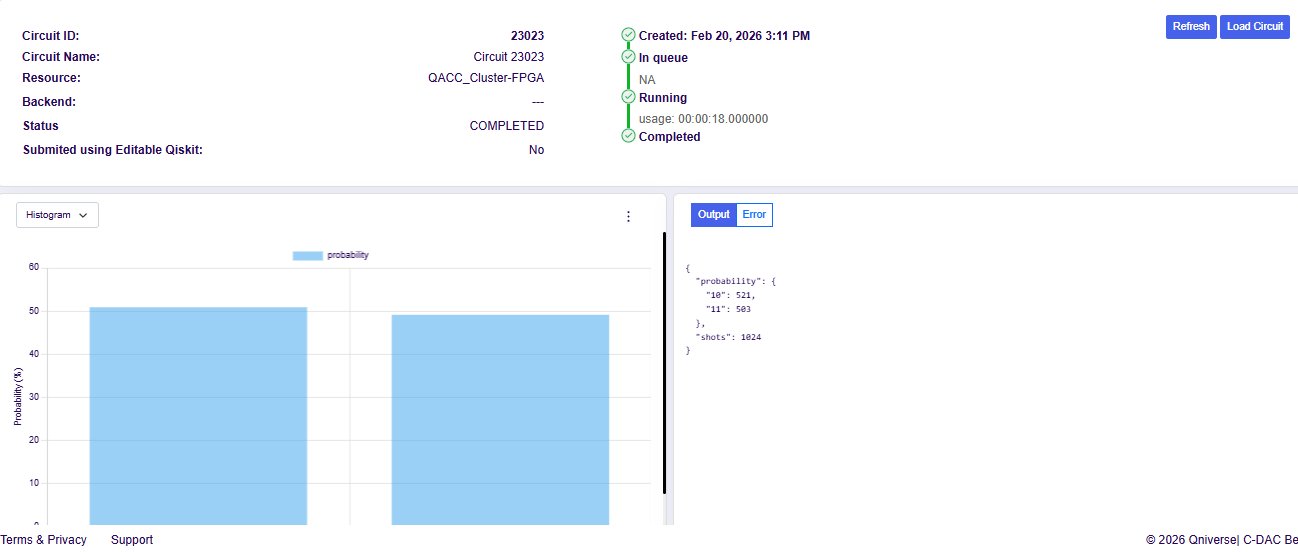 Circuit ID: 23023
Circuit Name: Circuit 23023
Resource: QACC_Cluster-FPGA
Backend: ---
Status COMPLETED
Submited using Editable Qiskit: No
Created: Feb 20, 2026 3:11 PM
In queue
NA
Running
usage: 00:00:18.000000
Completed
Refresh Load Circuit
Histogram
probability
Probability (%)
60
50
40
30
20
10
0
Output Error
{
"probability": {
"10": 521,
"11": 503
},
"shots": 1024
}
Terms & Privacy Support
© 2026 Qniverse| C-DAC Be